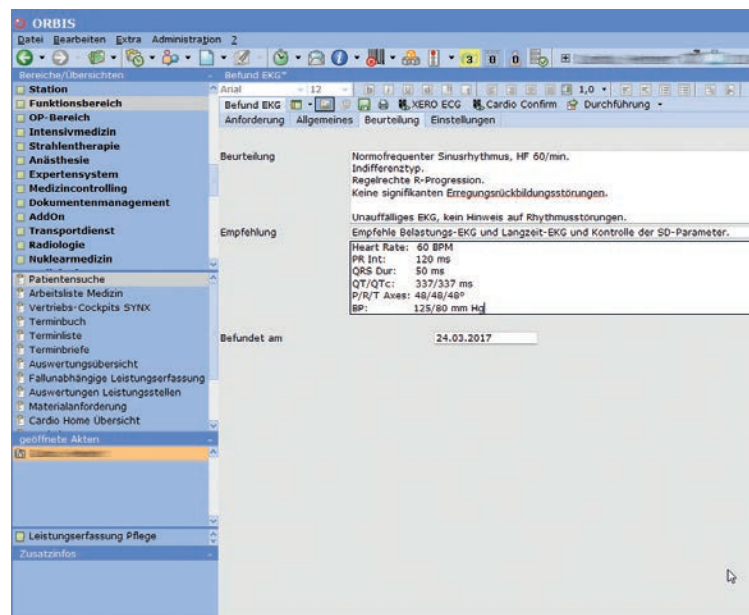 ORBIS
Datei Bearbeiten Extra Administration ?
3
Bereiche/Übersichten
Station
Funktionsbereich
OP-Bereich
Intensivmedizin
Strahlentherapie
Anästhesie
Expertensystem
Medizincontrolling
Dokumentenmanagement
AddOn
Transportdienst
Radiologie
Nuklearmedizin
Patientensuche
Arbeitsliste Medizin
Vertriebs-Cockpits SYNX
Terminbuch
Terminliste
Terminbriefe
Auswertungsübersicht
Fallunabhängige Leistungserfassung
Auswertungen Leistungsstellen
Materialanforderung
Cardio Home Übersicht
geöffnete Akten
Leistungserfassung Pflege
Zusatzinfos
Befund EKG*
Arial 12 1,0
Befund EKG XERO ECG Cardio Confirm Durchführung
Anforderung Allgemeines Beurteilung Einstellungen
Beurteilung
Normofrequenter Sinusrhythmus, HF 60/min.
Indifferenztyp.
Regelrechte R-Progression.
Keine signifikanten Erregungsrückbildungsstörungen.
Unauffälliges EKG, kein Hinweis auf Rhythmusstörungen.
Empfehlung Empfehle Belastungs-EKG und Langzeit-EKG und Kontrolle der SD-Parameter.
Heart Rate: 60 BPM
PR Int: 120 ms
QRS Dur: 50 ms
QT/QTc: 337/337 ms
P/R/T Axes: 48/48/48º
BP: 125/80 mm Hg
Befundet am 24.03.2017